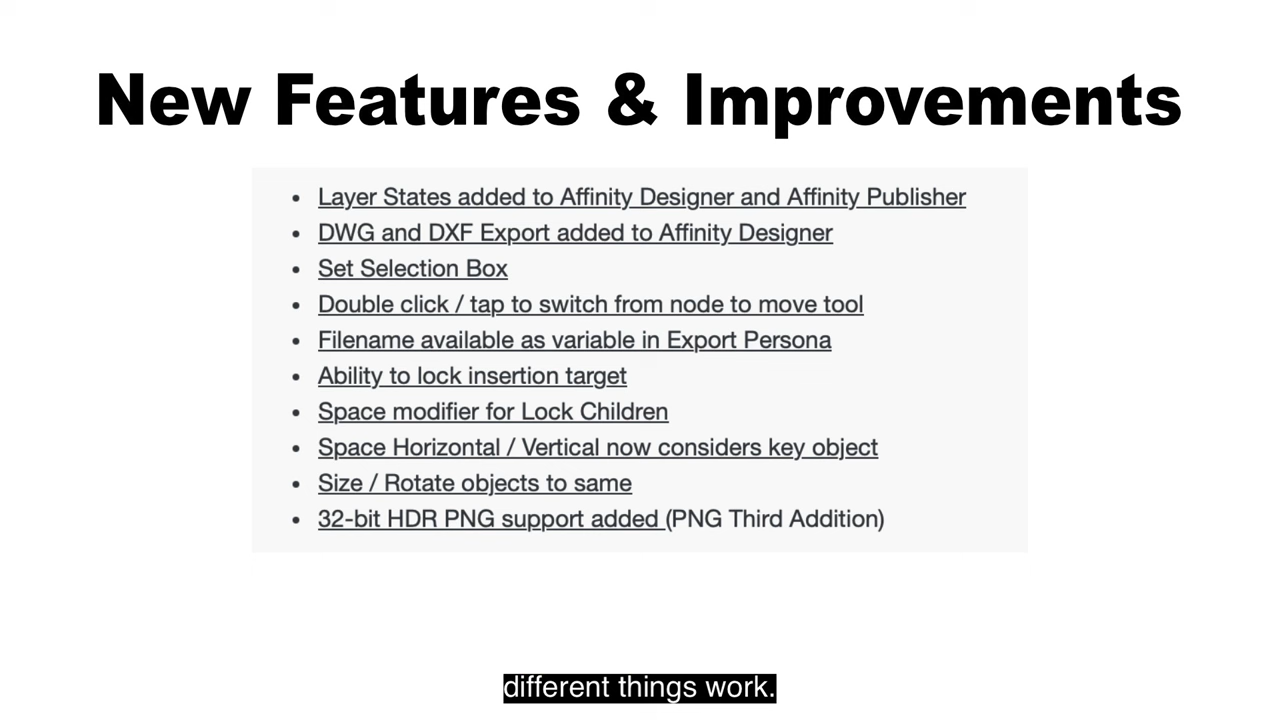 New Features & Improvements
• Layer States added to Affinity Designer and Affinity Publisher
• DWG and DXF Export added to Affinity Designer
• Set Selection Box
• Double click / tap to switch from node to move tool
• Filename available as variable in Export Persona
• Ability to lock insertion target
• Space modifier for Lock Children
• Space Horizontal / Vertical now considers key object
• Size / Rotate objects to same
• 32-bit HDR PNG support added (PNG Third Addition)
different things work.